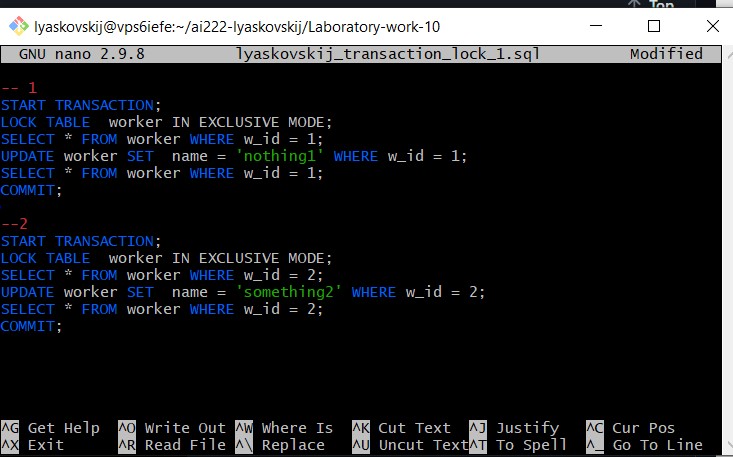 Top
lyaskovskij@vps6iefe:~/ai222-lyaskovskij/Laboratory-work-10
GNU nano 2.9.8 lyaskovskij_transaction_lock_1.sql Modified
-- 1
START TRANSACTION;
LOCK TABLE  worker IN EXCLUSIVE MODE;
SELECT * FROM worker WHERE w_id = 1;
UPDATE worker SET  name = 'nothing1' WHERE w_id = 1;
SELECT * FROM worker WHERE w_id = 1;
COMMIT;
--2
START TRANSACTION;
LOCK TABLE  worker IN EXCLUSIVE MODE;
SELECT * FROM worker WHERE w_id = 2;
UPDATE worker SET  name = 'something2' WHERE w_id = 2;
SELECT * FROM worker WHERE w_id = 2;
COMMIT;
^G Get Help ^O Write Out ^W Where Is ^K Cut Text ^J Justify ^C Cur Pos
^X Exit ^R Read File ^\ Replace ^U Uncut Text ^T To Spell ^_ Go To Line